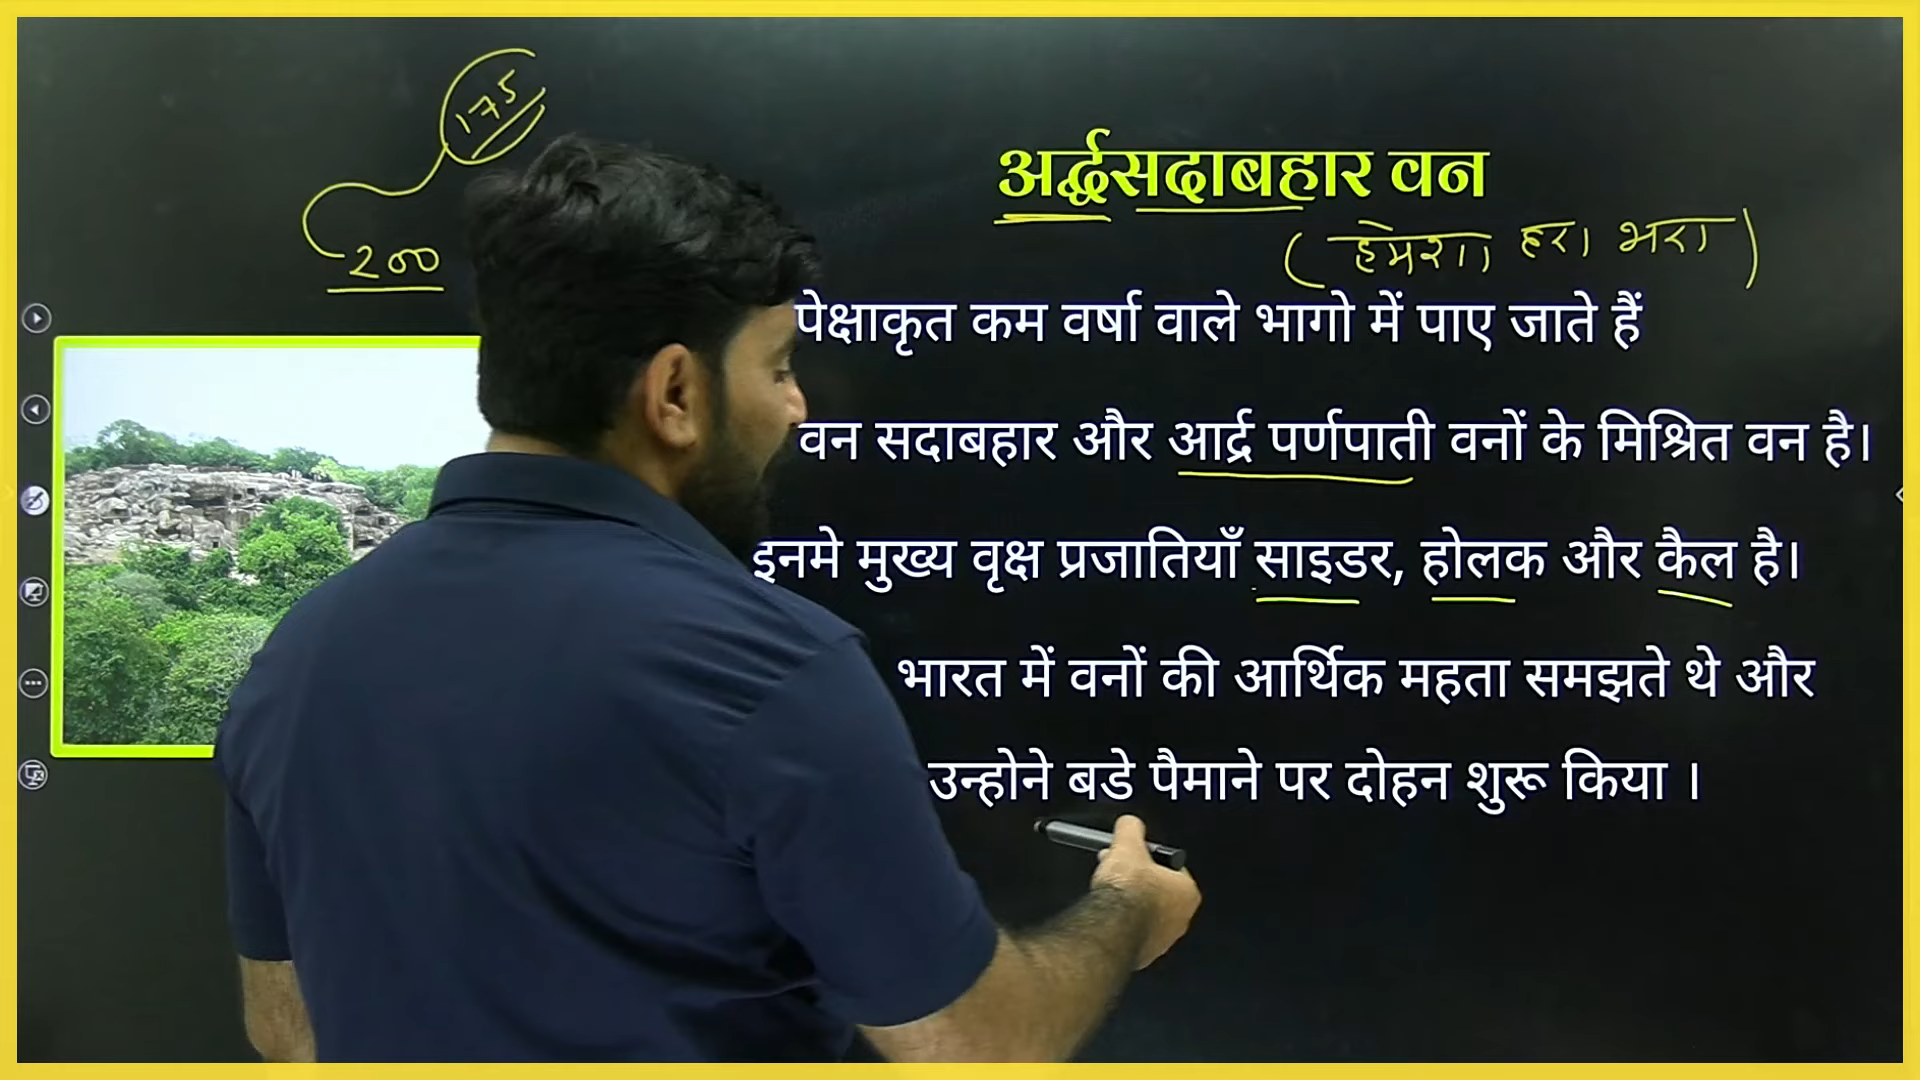 175
200
अर्द्धसदाबहार वन
(हमेशा हरा भरा)
पेक्षाकृत कम वर्षा वाले भागो में पाए जाते हैं
वन सदाबहार और आर्द्र पर्णपाती वनों के मिश्रित वन है।
इनमे मुख्य वृक्ष प्रजातियाँ साइडर, होलक और कैल है।
भारत में वनों की आर्थिक महता समझते थे और
उन्होने बडे पैमाने पर दोहन शुरू किया ।